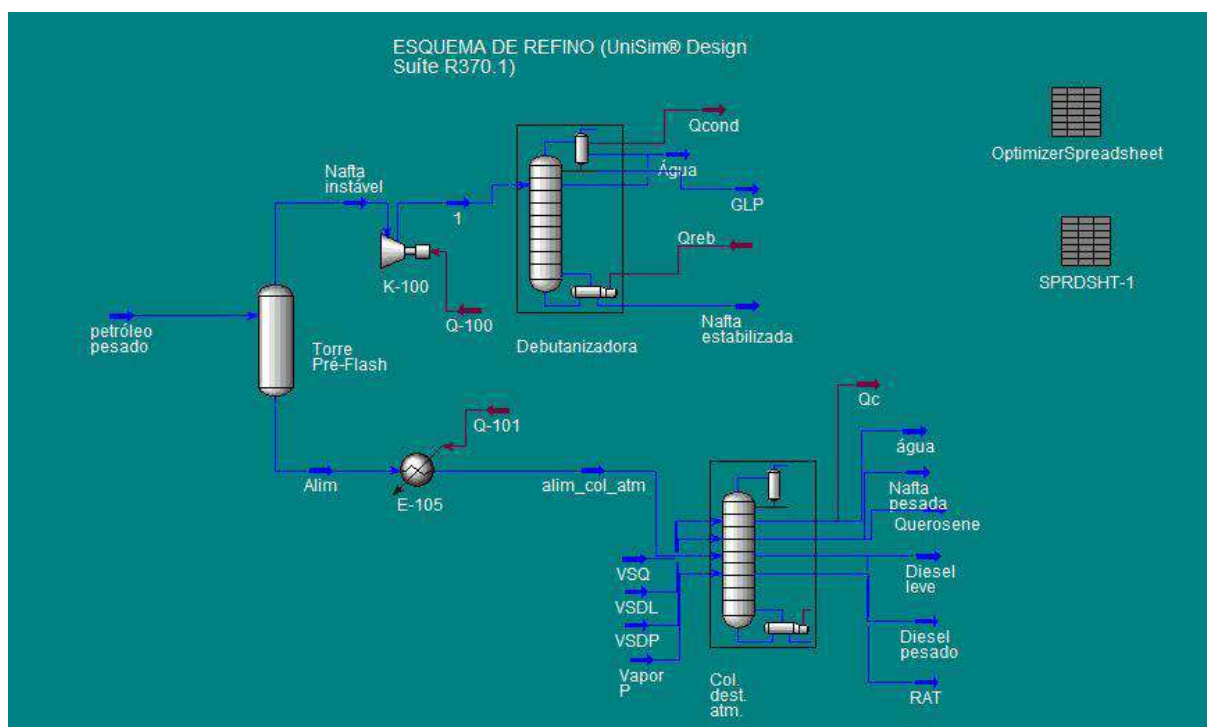 ESQUEMA DE REFINO (UniSim® Design
Suíte R370.1)
Qcond
OptimizerSpreadsheet
Água
Nafta
instável
1
GLP
K-100
Qreb
SPRDSHT-1
Q-100
petróleo
pesado
Torre
Pré-Flash
Debutanizadora
Nafta
estabilizada
Q-101
Qc
água
Alim
E-105
alim_col_atm
Nafta
pesada
Querosene
VSQ
Diesel
leve
VSDL
VSDP
Diesel
pesado
Vapor
P
Col.
dest.
atm.
RAT